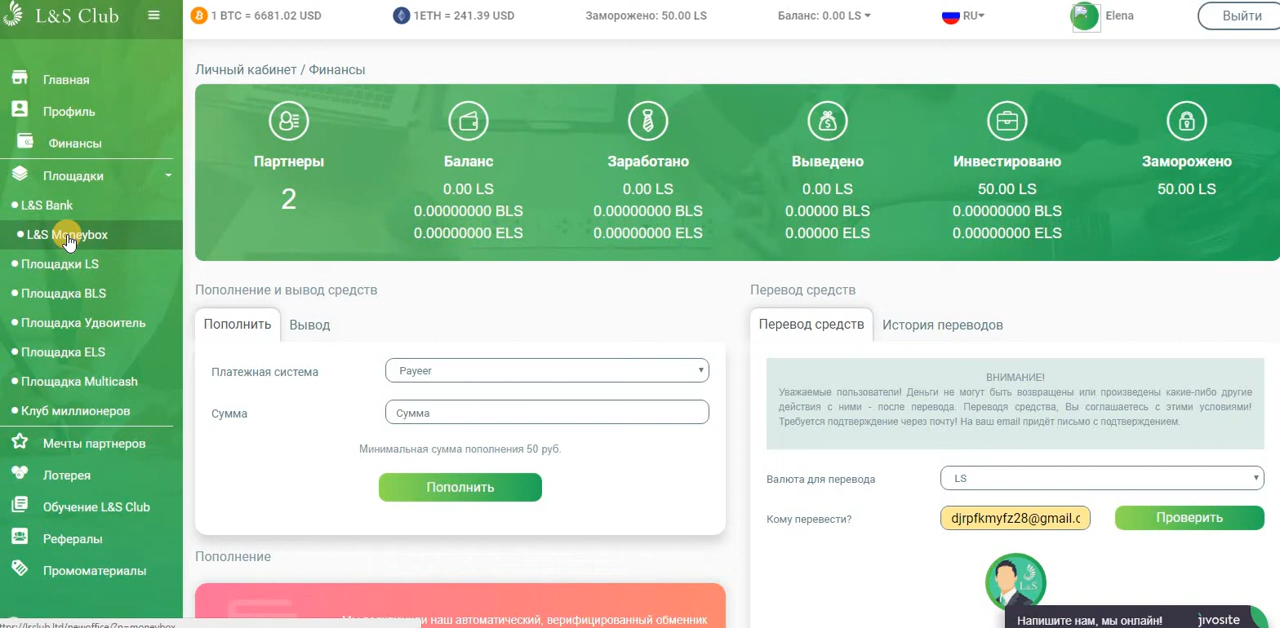 L&S Club
1 BTC = 6681.02 USD
1ETH = 241.39 USD
Заморожено: 50.00 LS
Баланс: 0.00 LS
RU
Elena
Выйти
Главная
Профиль
Финансы
Площадки
L&S Bank
L&S Moneybox
Площадки LS
Площадка BLS
Площадка Удвоитель
Площадка ELS
Площадка Multicash
Клуб миллионеров
Мечты партнеров
Лотерея
Обучение L&S Club
Рефералы
Промоматериалы
Личный кабинет / Финансы
Партнеры
2
Баланс
0.00 LS
0.00000000 BLS
0.00000000 ELS
Заработано
0.00 LS
0.00000000 BLS
0.00000000 ELS
Выведено
0.00 LS
0.00000 BLS
0.00000 ELS
Инвестировано
50.00 LS
0.00000000 BLS
0.00000000 ELS
Заморожено
50.00 LS
Пополнение и вывод средств
Пополнить
Вывод
Платежная система
Payeer
Сумма
Сумма
Минимальная сумма пополнения 50 руб.
Пополнить
Пополнение
наш автоматический, верифицированный обменник
Перевод средств
Перевод средств
История переводов
ВНИМАНИЕ!
Уважаемые пользователи! Деньги не могут быть возвращены или произведены какие-либо другие
действия с ними - после перевода. Переводя средства, Вы соглашаетесь с этими условиями!
Требуется подтверждение через почту! На ваш email придёт письмо с подтверждением.
Валюта для перевода
LS
Кому перевести?
djrpfkmyfz28@gmail.c
Проверить
L&S
Напишите нам, мы онлайн!
jivosite